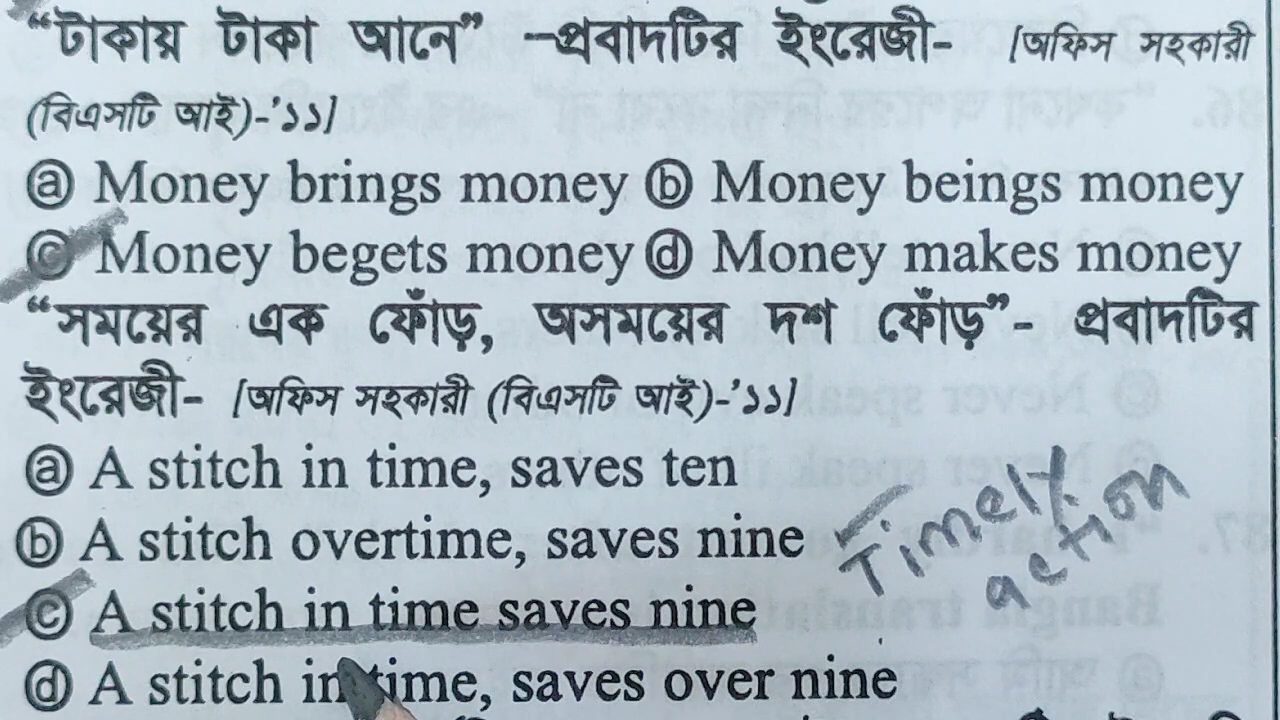 “টাকায় টাকা আনে” –প্রবাদটির ইংরেজী- [অফিস সহকারী
(বিএসটি আই)-’১১]
ⓐ Money brings money ⓑ Money beings money
ⓒ Money begets money ⓓ Money makes money
“সময়ের এক ফোঁড়, অসময়ের দশ ফোঁড়”- প্রবাদটির
ইংরেজী- [অফিস সহকারী (বিএসটি আই)-’১১]
ⓐ A stitch in time, saves ten
ⓑ A stitch overtime, saves nine
Timely
action
ⓒ A stitch in time saves nine
ⓓ A stitch in time, saves over nine